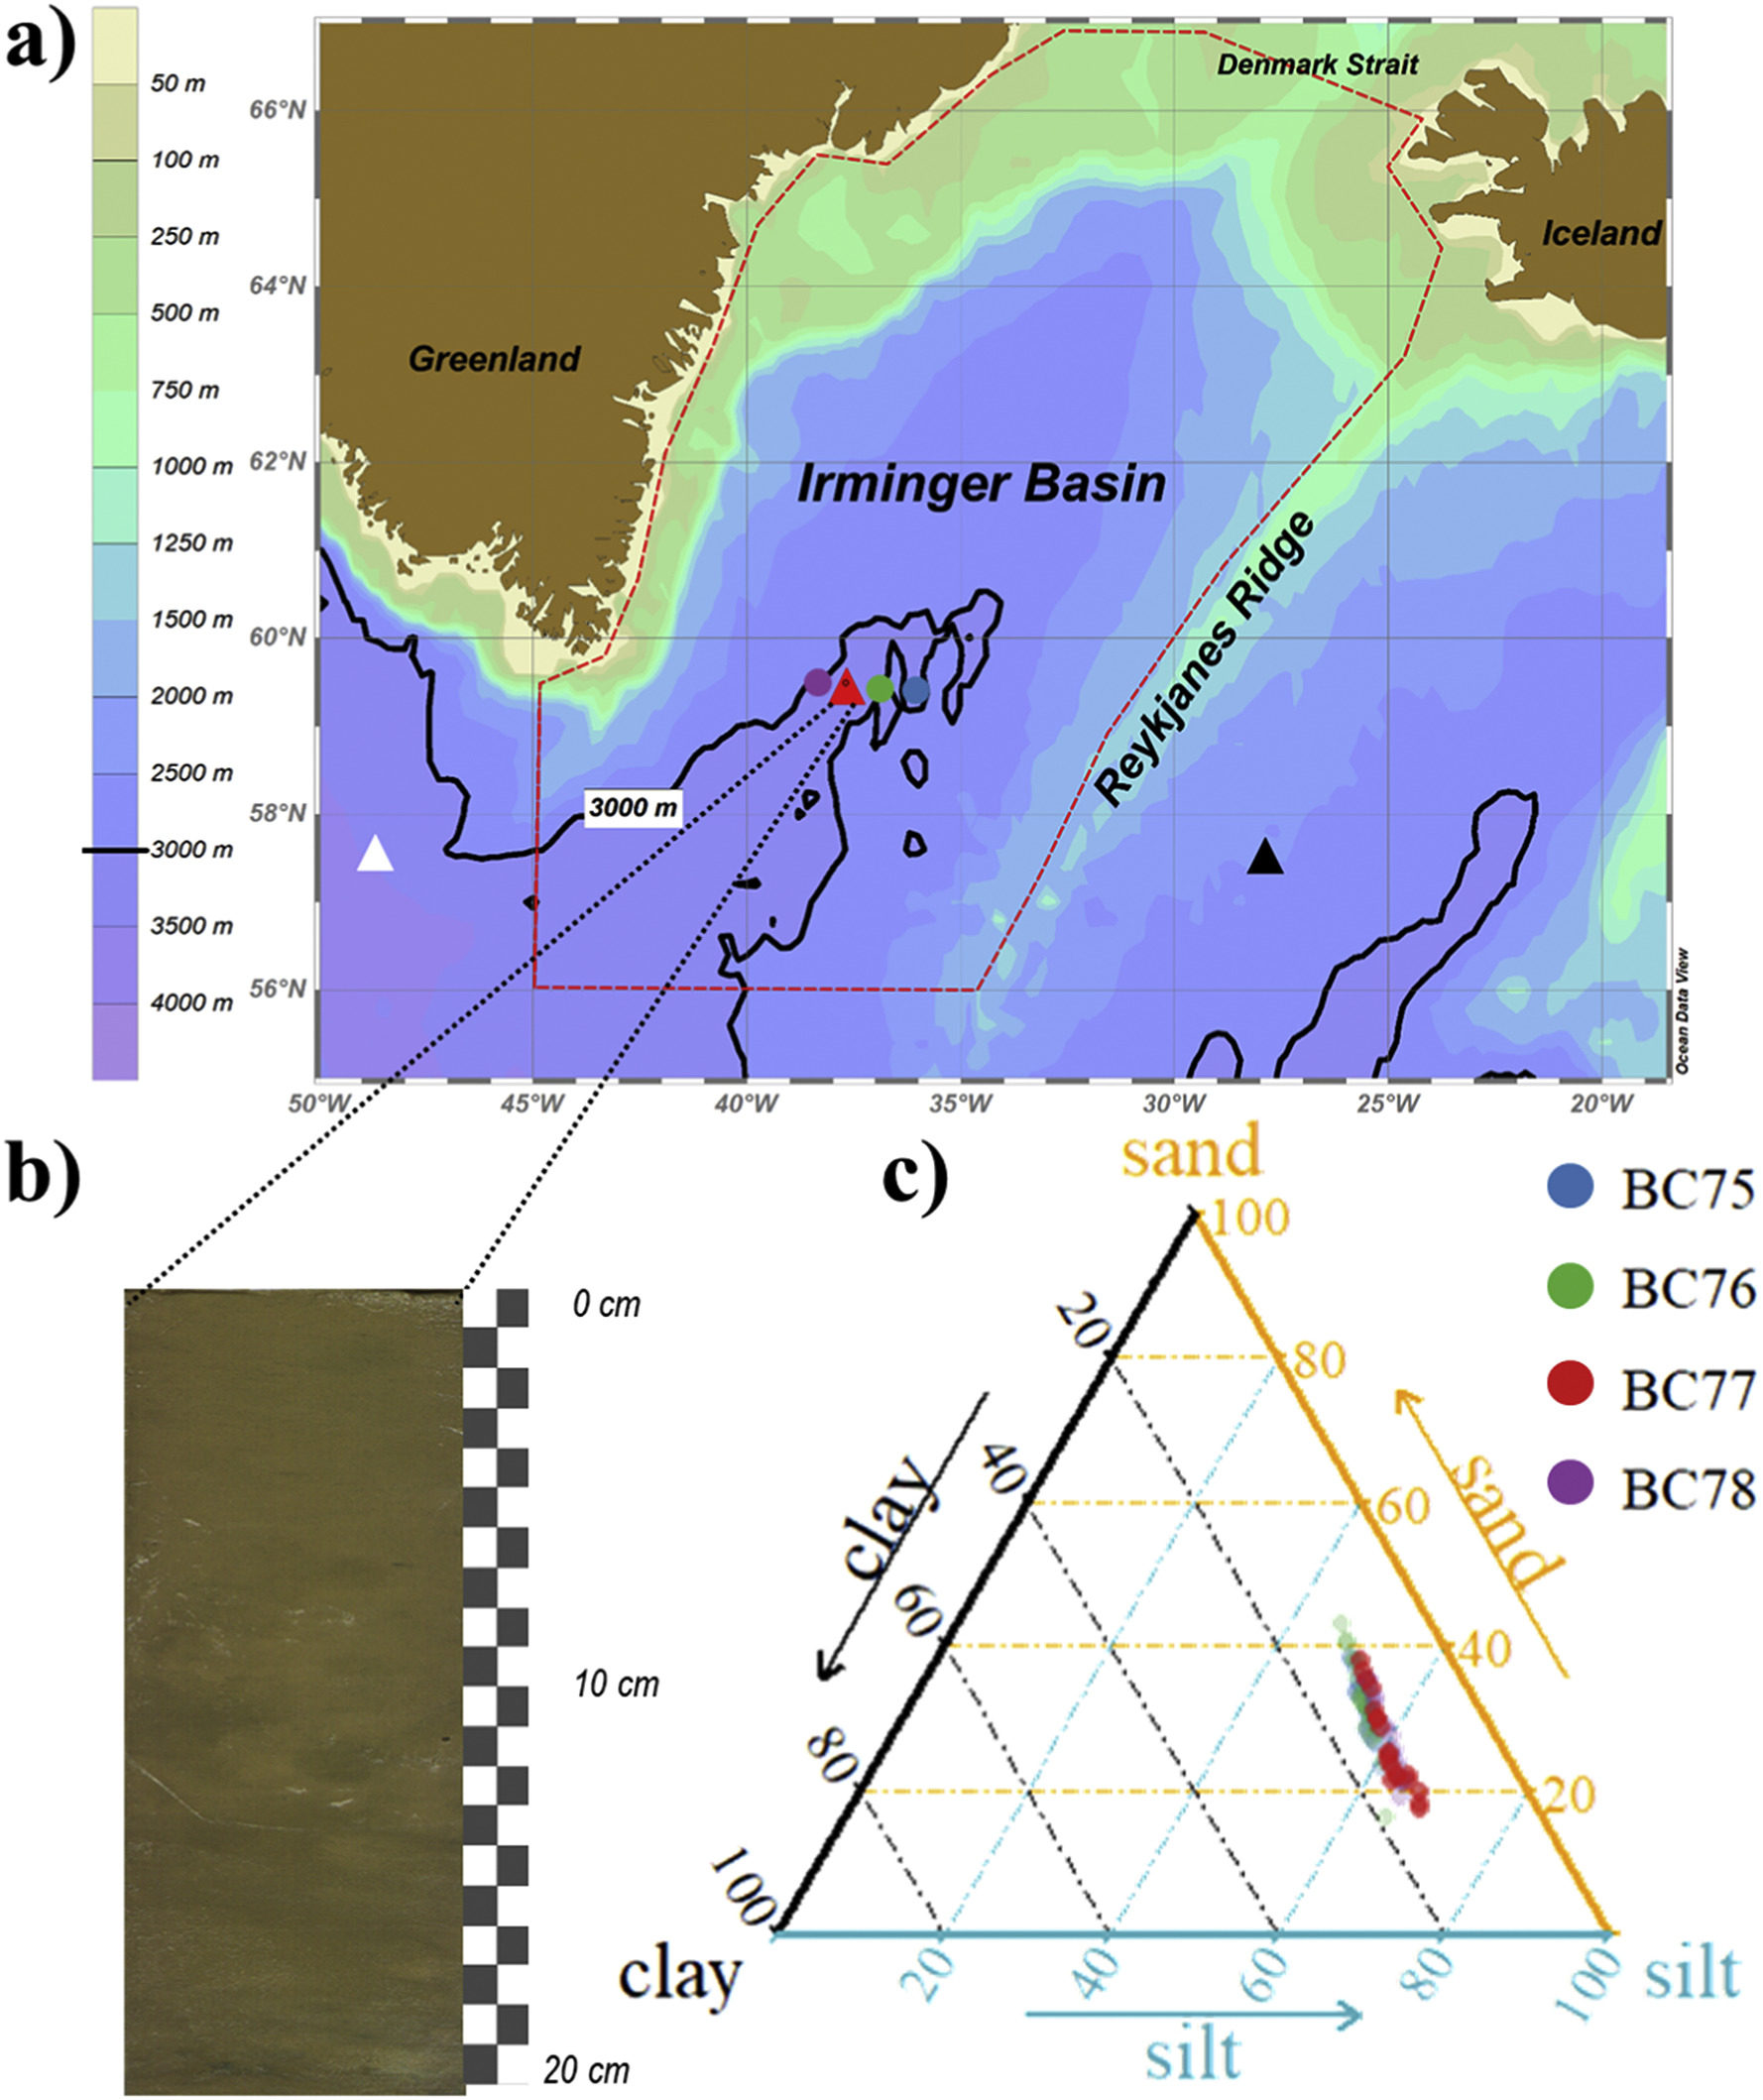 a)
50 m
100 m
250 m
500 m
750 m
1000 m
1250 m
1500 m
2000 m
2500 m
3000 m
3500 m
4000 m
66°N
64°N
62°N
60°N
58°N
56°N
Denmark Strait
Iceland
Greenland
Irminger Basin
Reykjanes Ridge
3000 m
Ocean Data View
50°W
45°W
40°W
35°W
30°W
25°W
20°W
b)
0 cm
10 cm
20 cm
c)
sand
100
80
60
40
20
sand
20
40
60
80
100
clay
clay
20
40
60
80
100
silt
silt
BC75
BC76
BC77
BC78